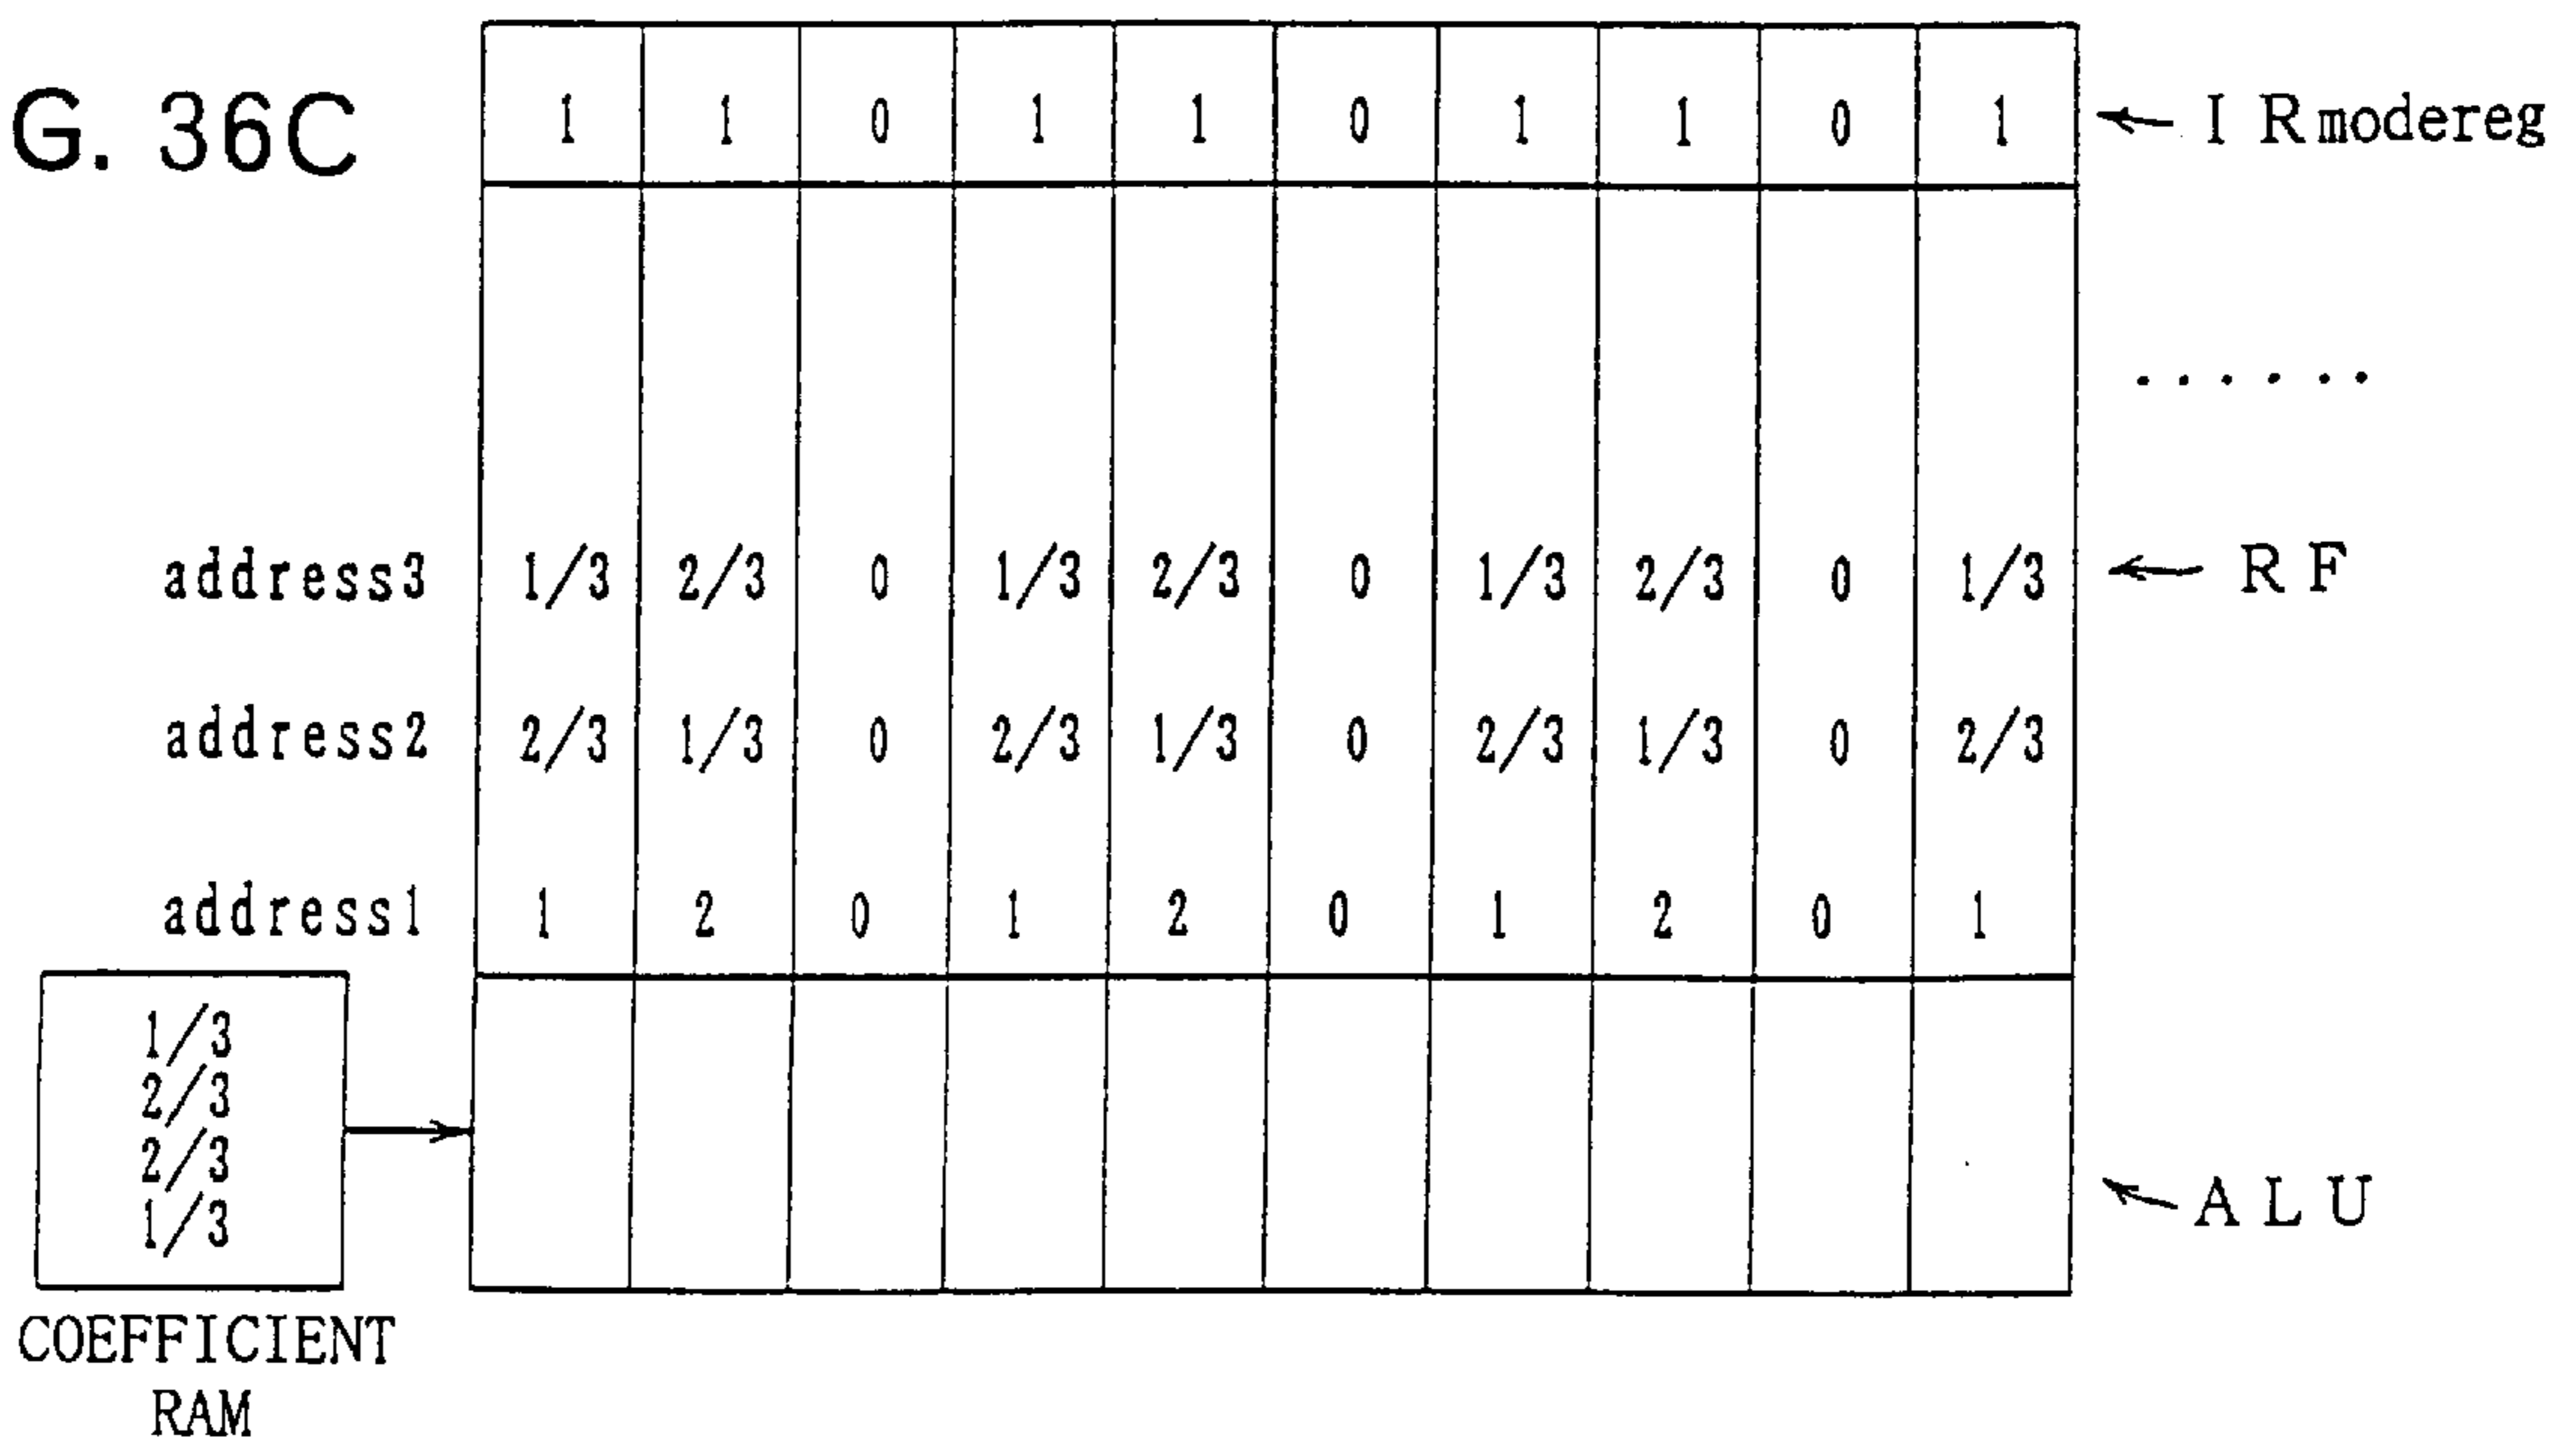 G. 36C
1 1 0 1 1 0 1 1 0 1 I Rmodereg
......
address3 1/3 2/3 0 1/3 2/3 0 1/3 2/3 0 1/3 R F
address2 2/3 1/3 0 2/3 1/3 0 2/3 1/3 0 2/3
address1 1 2 0 1 2 0 1 2 0 1
1/3
2/3
2/3
1/3
A L U
COEFFICIENT
RAM